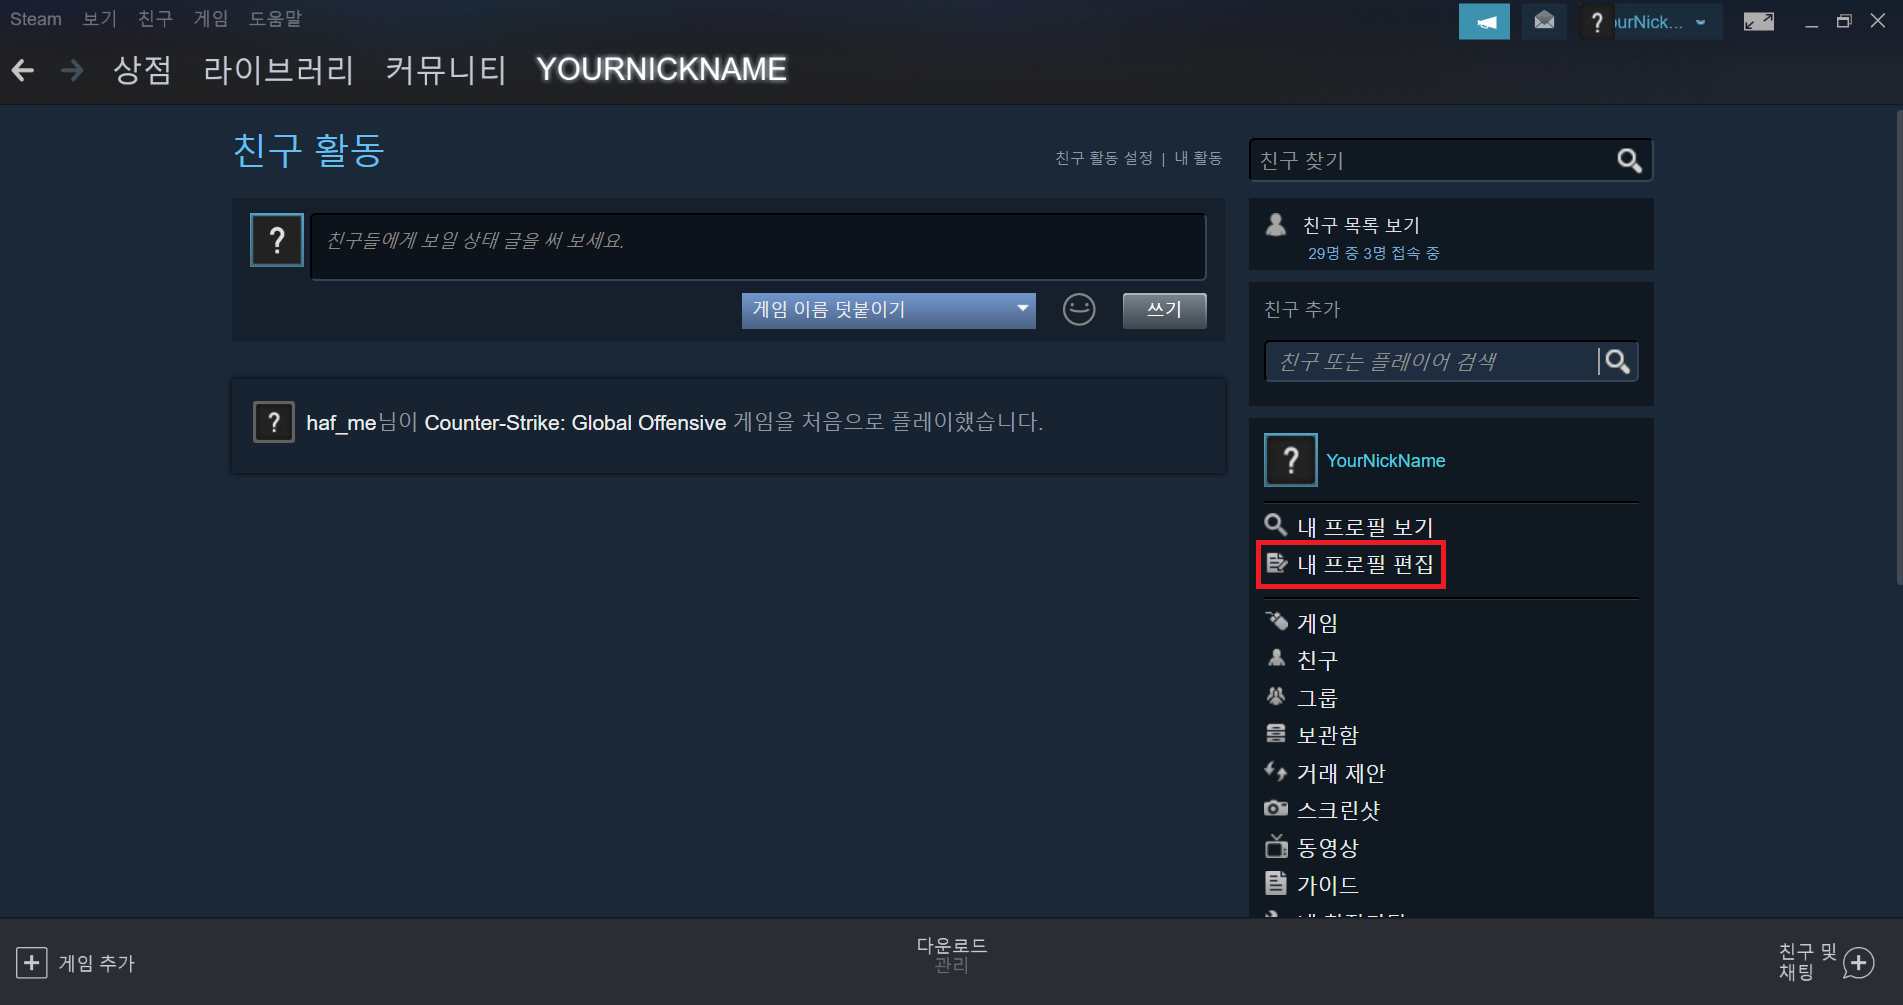 Steam 보기 친구 게임 도움말
? ourNick...
상점 라이브러리 커뮤니티 YOURNICKNAME
친구 활동
친구 활동 설정 | 내 활동
?
친구들에게 보일 상태 글을 써 보세요.
게임 이름 덧붙이기
쓰기
? haf_me님이 Counter-Strike: Global Offensive 게임을 처음으로 플레이했습니다.
친구 찾기
친구 목록 보기
29명 중 3명 접속 중
친구 추가
친구 또는 플레이어 검색
? YourNickName
내 프로필 보기
내 프로필 편집
게임
친구
그룹
보관함
거래 제안
스크린샷
동영상
가이드
게임 추가
다운로드
관리
친구 및
채팅